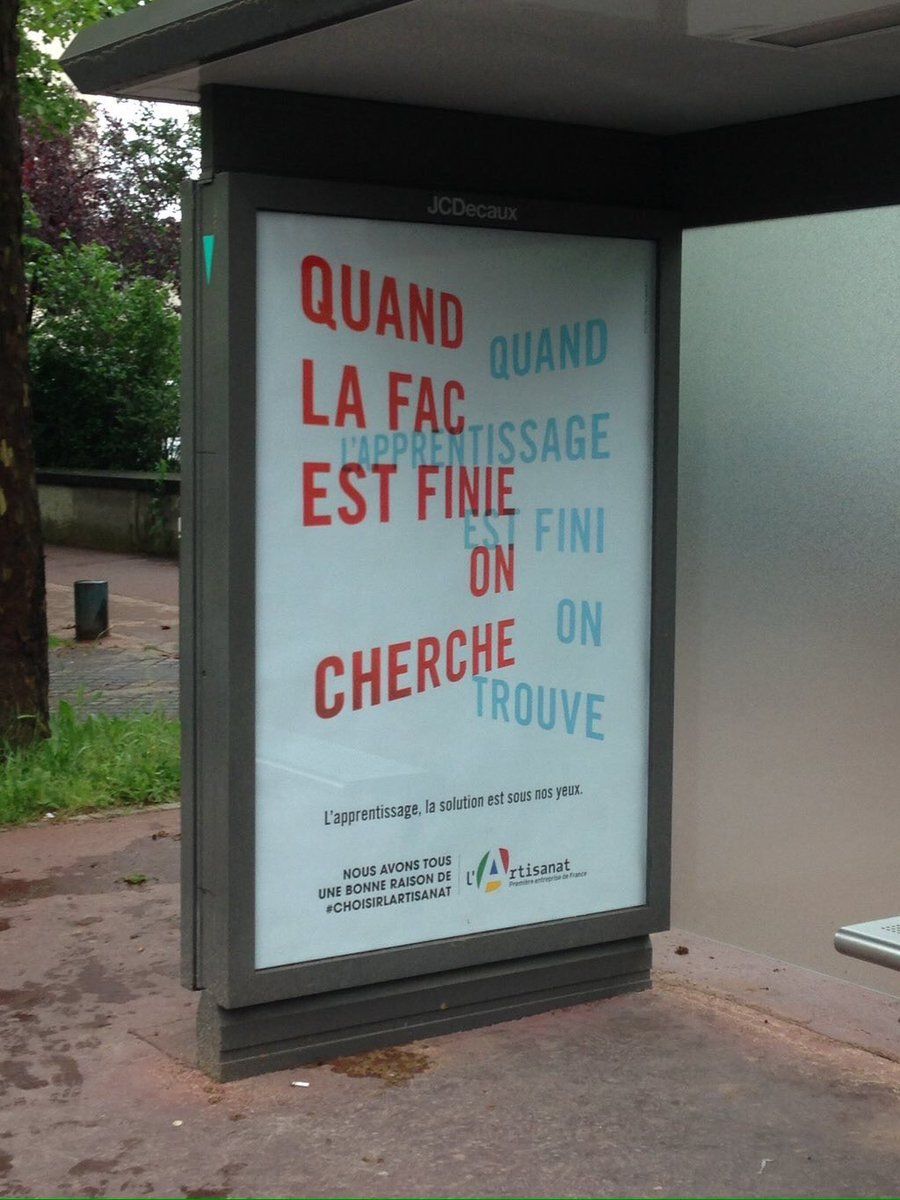 JCDecaux
QUAND
LA FAC
EST FINIE
ON
CHERCHE
QUAND
L'APPRENTISSAGE
EST FINI
ON
TROUVE
L'apprentissage, la solution est sous nos yeux.
NOUS AVONS TOUS
UNE BONNE RAISON DE
#CHOISIRLARTISANAT
L'Artisanat
Première entreprise de France